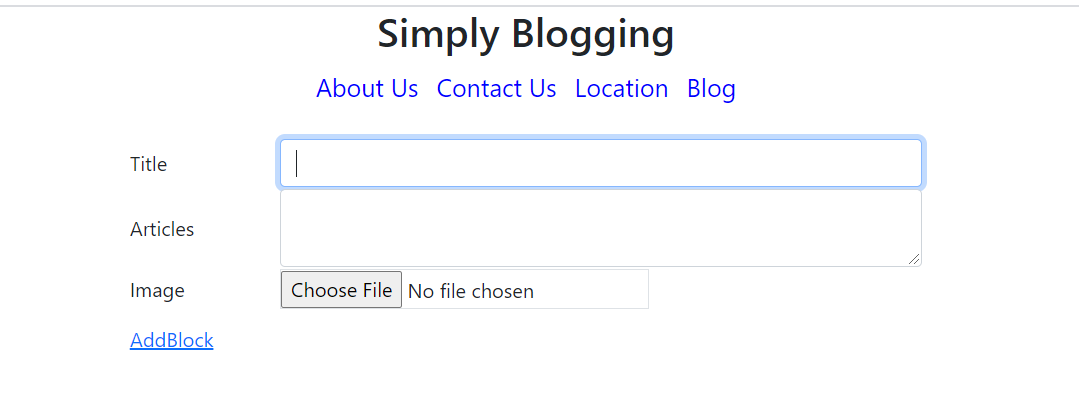 Simply Blogging
About Us Contact Us Location Blog
Title
Articles
Image Choose File No file chosen
AddBlock